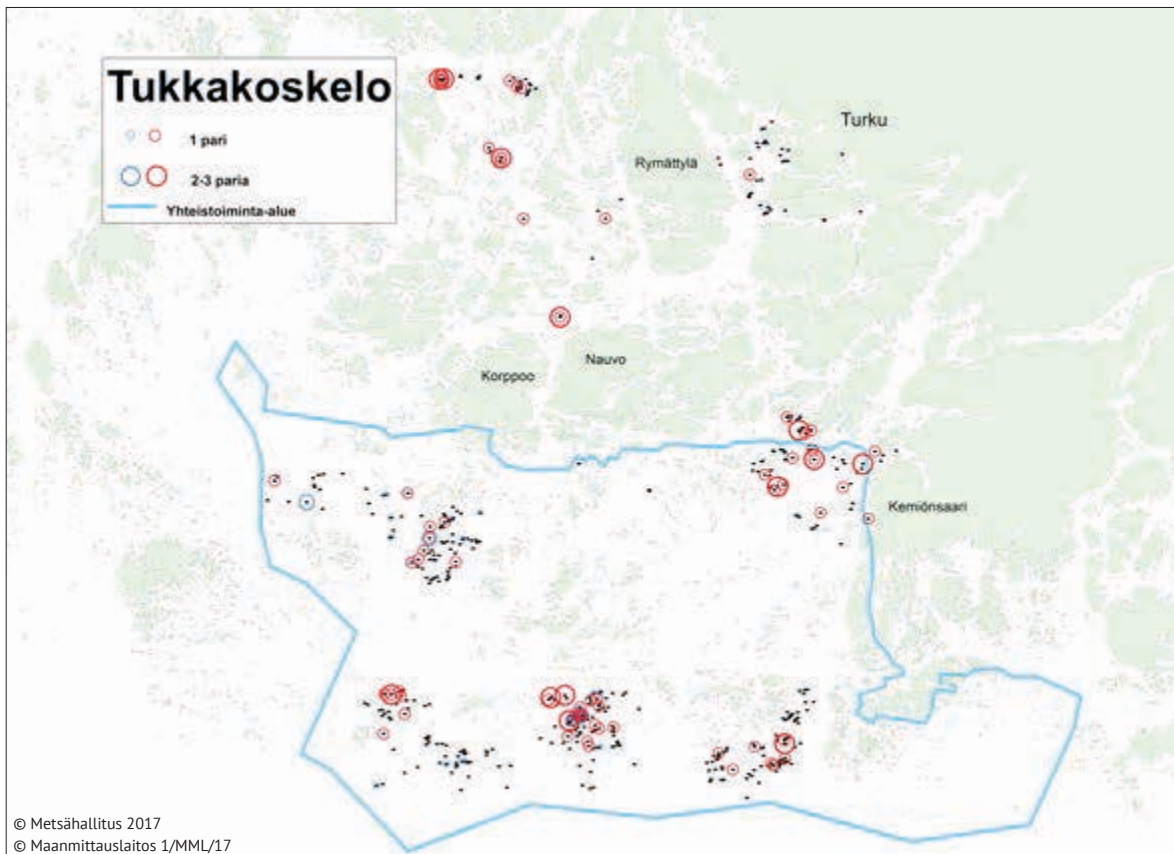 Tukkakoskelo
1 pari
2-3 paria
Yhteistoiminta-alue
Turku
Rymättylä
Nauvo
Korppoo
Kemiönsaari
© Metsähallitus 2017
© Maanmittauslaitos 1/MML/17